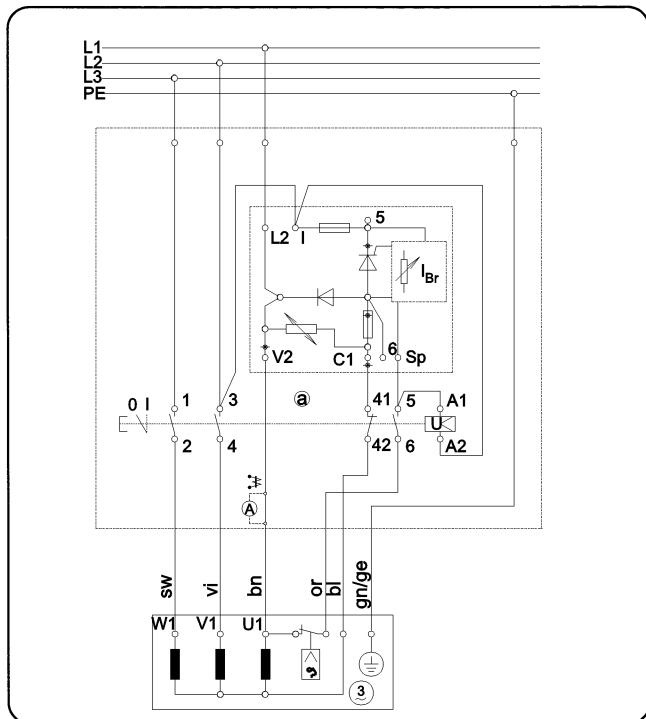 L1
L2
L3
PE
L2 I 5
I Br
V2 C1 6 Sp
a
0 I 1 3 41 5 A1
U
2 4 42 6 A2
A
sw vi bn or bl gn/ge
W1 V1 U1
ϑ
3
~